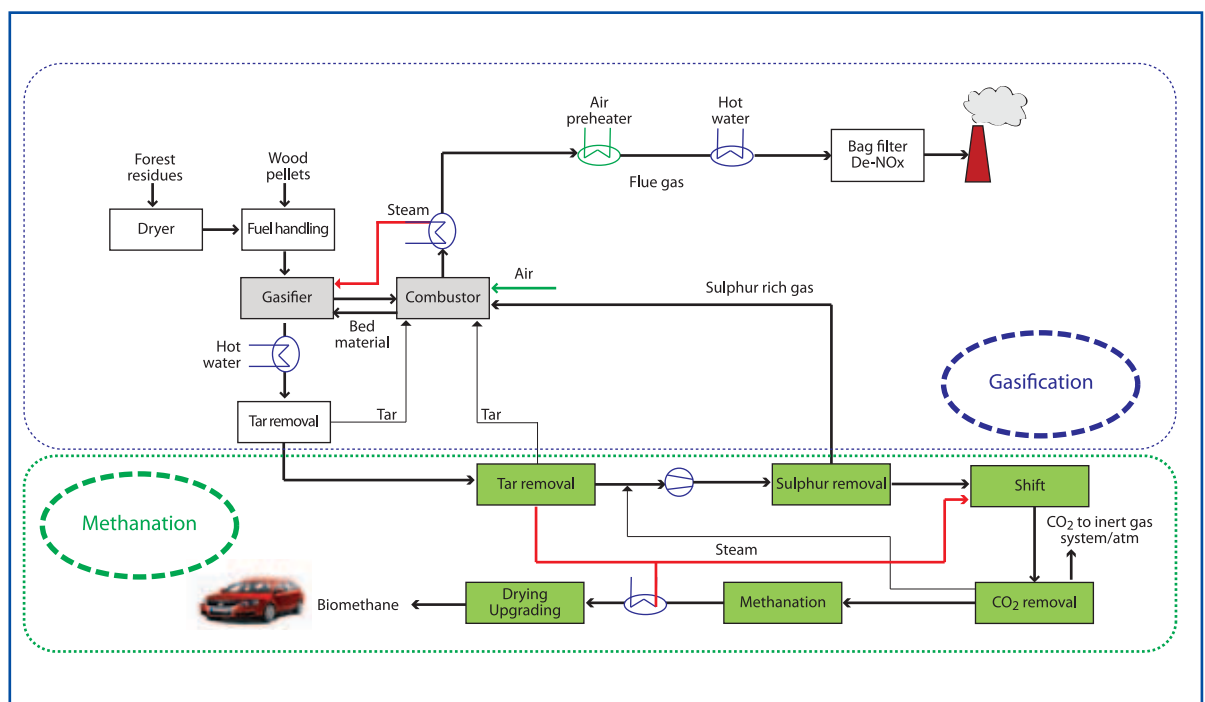 Air
preheater
Hot
water
Bag filter
De-NOx
Flue gas
Forest
residues
Wood
pellets
Steam
Dryer
Fuel handling
Gasifier
Combustor
Air
Sulphur rich gas
Bed
material
Hot
water
Gasification
Tar removal
Tar
Tar
Tar removal
Sulphur removal
Shift
Methanation
CO₂ to inert gas
system/atm
Steam
Biomethane
Drying
Upgrading
Methanation
CO₂ removal